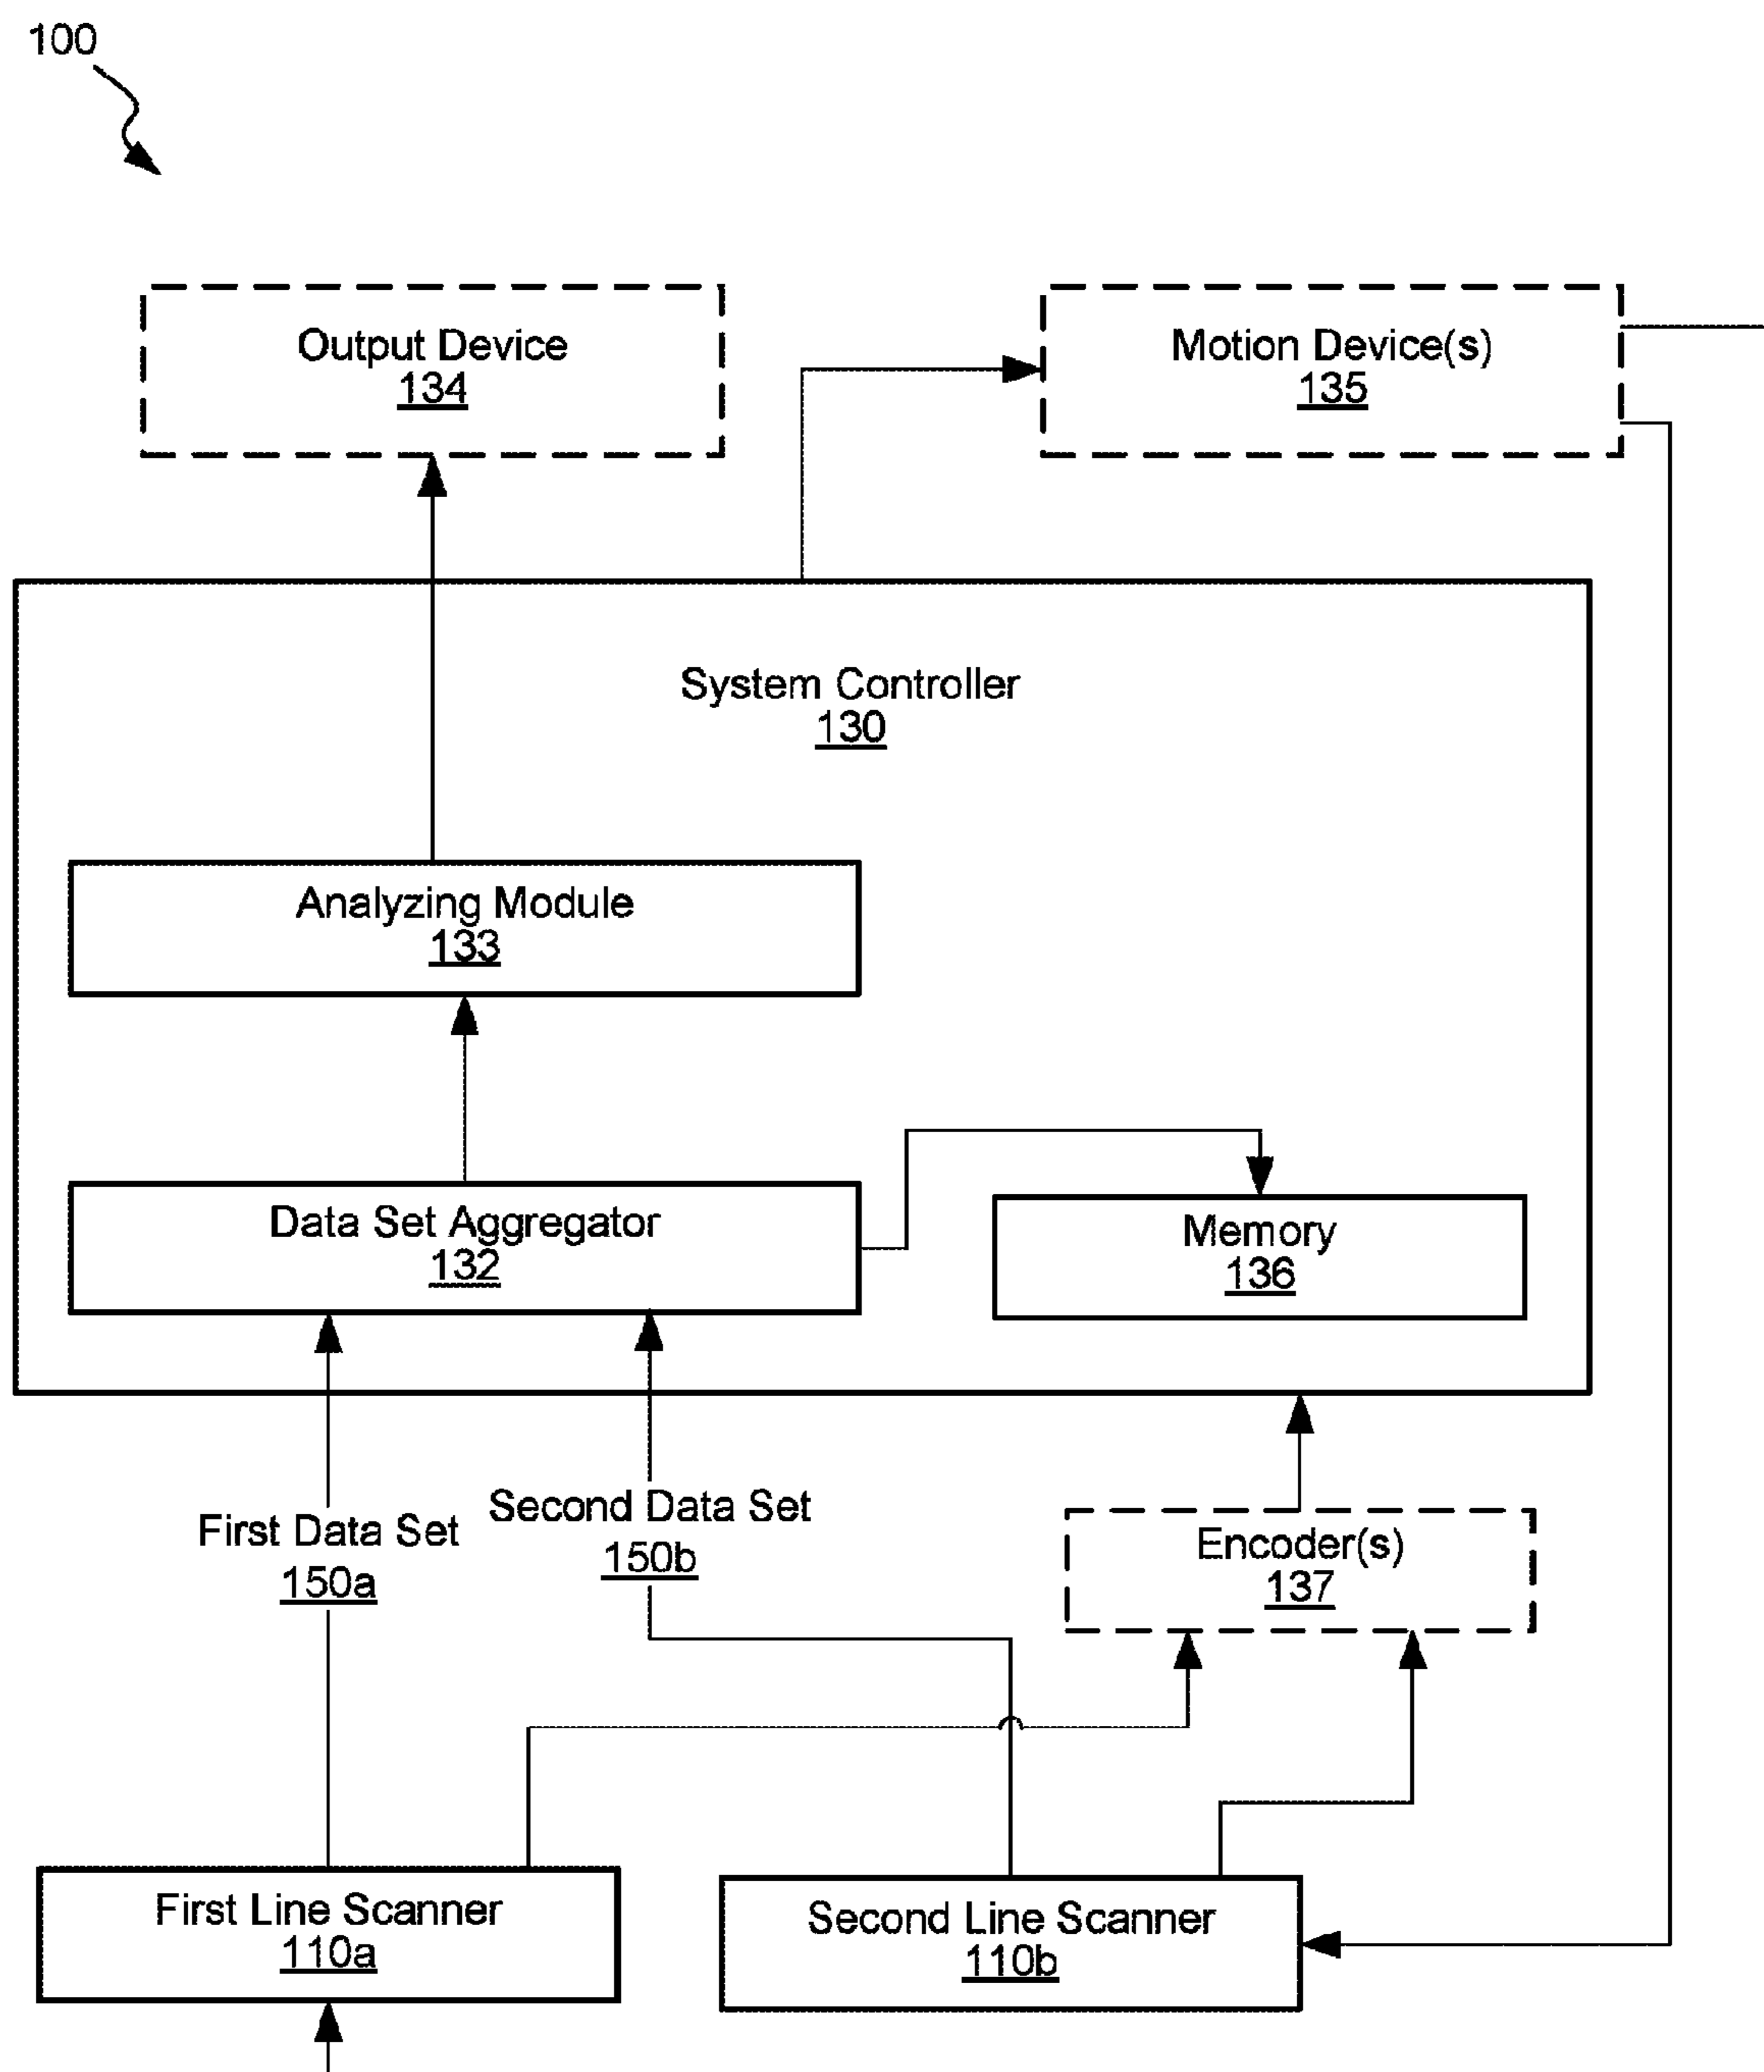 100
Output Device
134
Motion Device(s)
135
System Controller
130
Analyzing Module
133
Data Set Aggregator
132
Memory
136
First Data Set
150a
Second Data Set
150b
Encoder(s)
137
First Line Scanner
110a
Second Line Scanner
110b